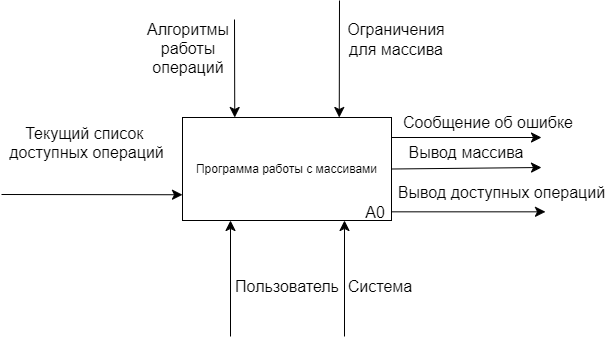 Алгоритмы
работы
операций
Ограничения
для массива
Текущий список
доступных операций
Программа работы с массивами
A0
Сообщение об ошибке
Вывод массива
Вывод доступных операций
Пользователь
Система